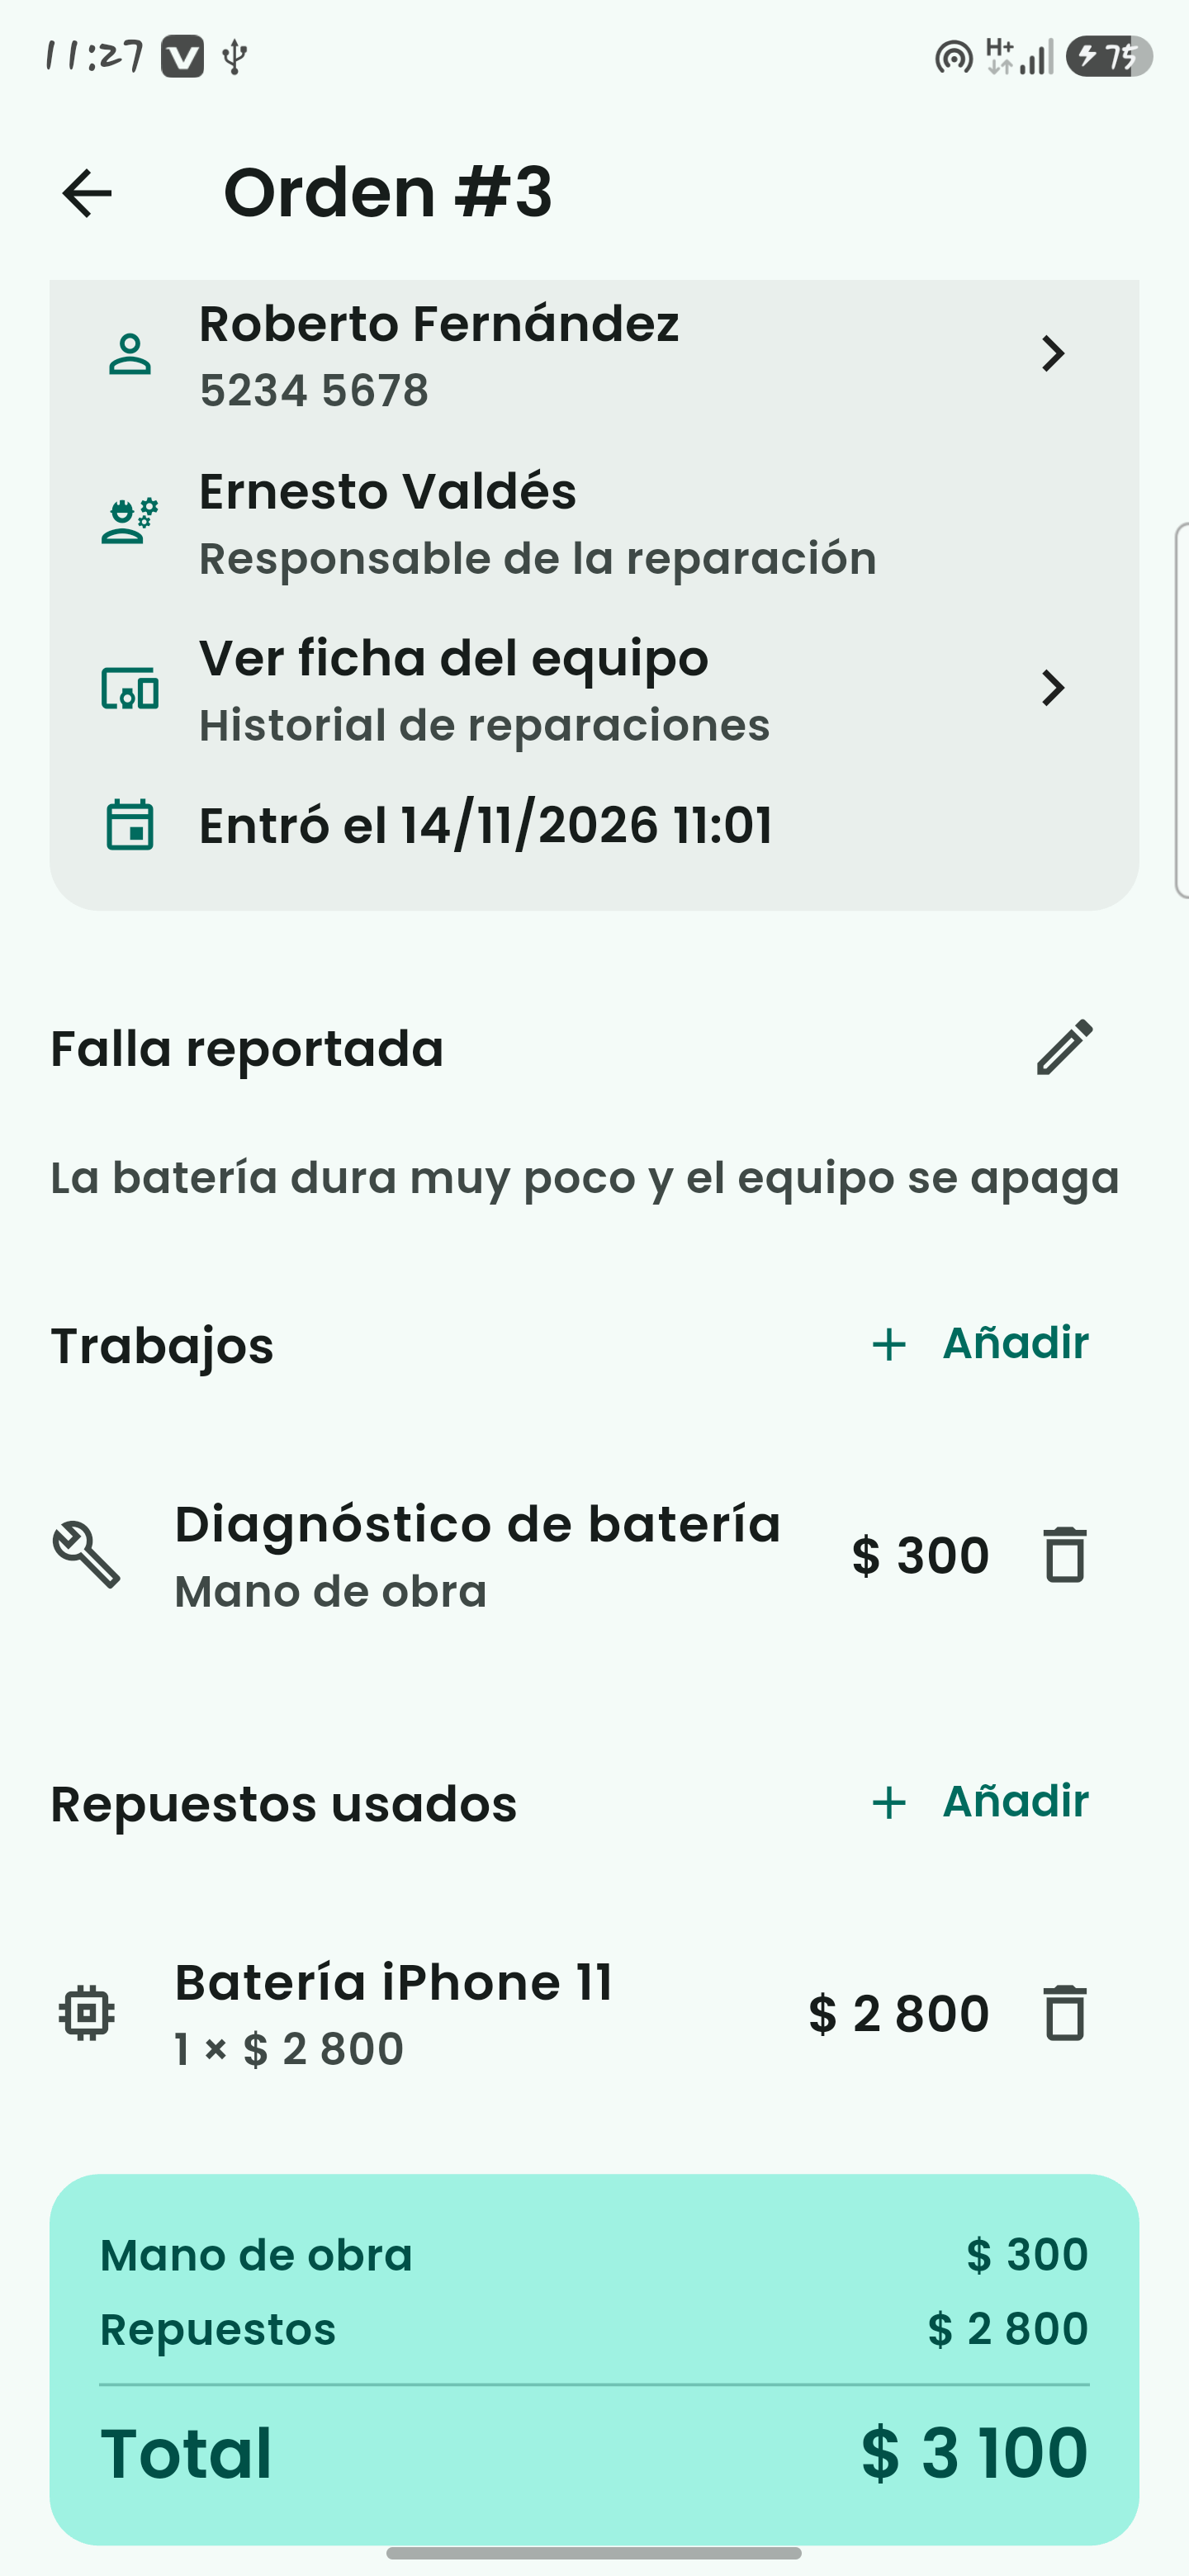 11:27
H+
75
Orden #3
Roberto Fernández
5234 5678
Ernesto Valdés
Responsable de la reparación
Ver ficha del equipo
Historial de reparaciones
Entró el 14/11/2026 11:01
Falla reportada
La batería dura muy poco y el equipo se apaga
Trabajos
+ Añadir
Diagnóstico de batería
$ 300
Mano de obra
Repuestos usados
+ Añadir
Batería iPhone 11
$ 2 800
1 × $ 2 800
Mano de obra $ 300
Repuestos $ 2 800
Total $ 3 100